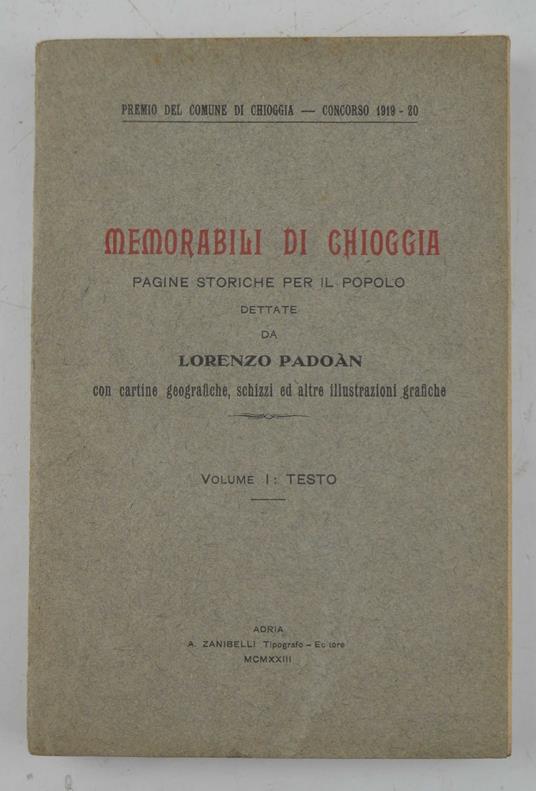 PREMIO DEL COMUNE DI CHIOGGIA — CONCORSO 1919 - 20
MEMORABILI DI CHIOGGIA
PAGINE STORICHE PER IL POPOLO
DETTATE
DA
LORENZO PADOÀN
con cartine geografiche, schizzi ed altre illustrazioni grafiche
VOLUME I: TESTO
ADRIA
A. ZANIBELLI Tipografo - Editore
MCMXXIII